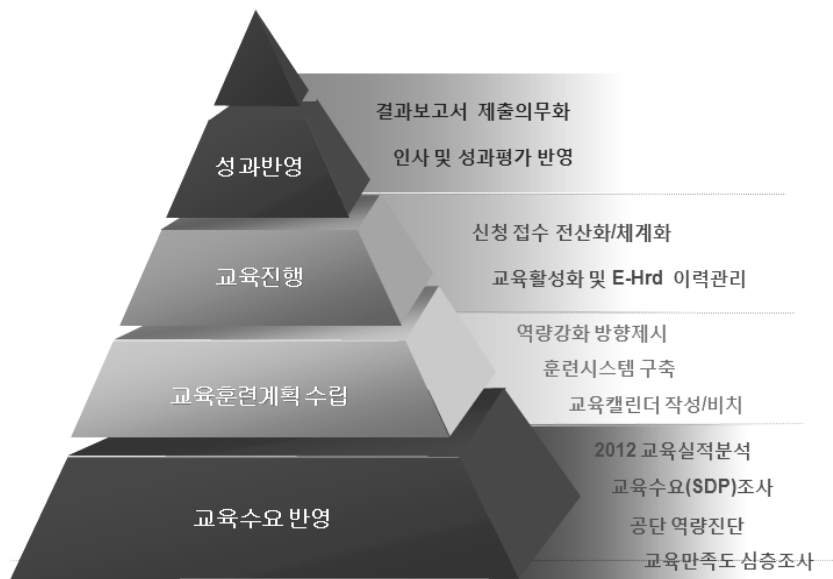 결과보고서 제출의무화
인사 및 성과평가 반영
성과반영
신청 접수 전산화/체계화
교육활성화 및 E-Hrd 이력관리
교육진행
역량강화 방향제시
훈련시스템 구축
교육캘린더 작성/비치
교육훈련계획 수립
2012 교육실적분석
교육수요(SDP)조사
공단 역량진단
교육만족도 심층조사
교육수요 반영